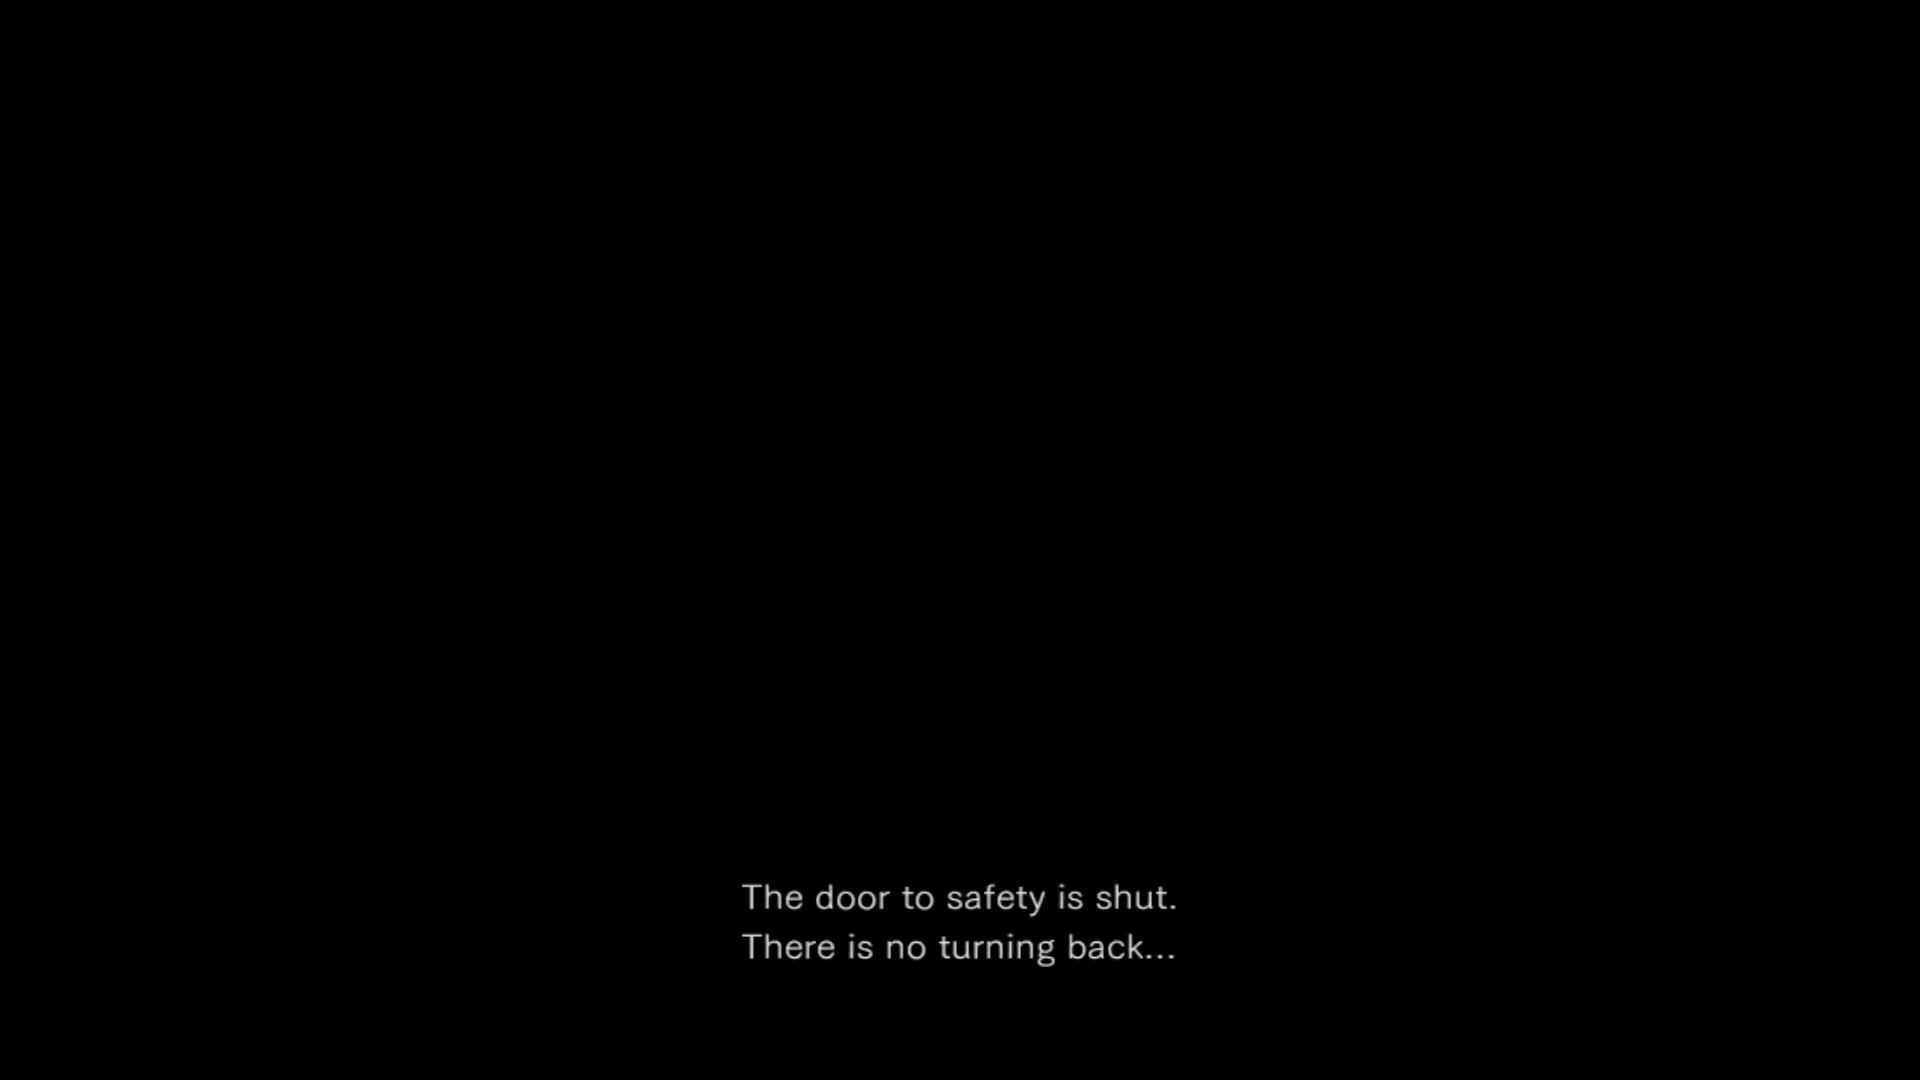 The door to safety is shut.
There is no turning back...